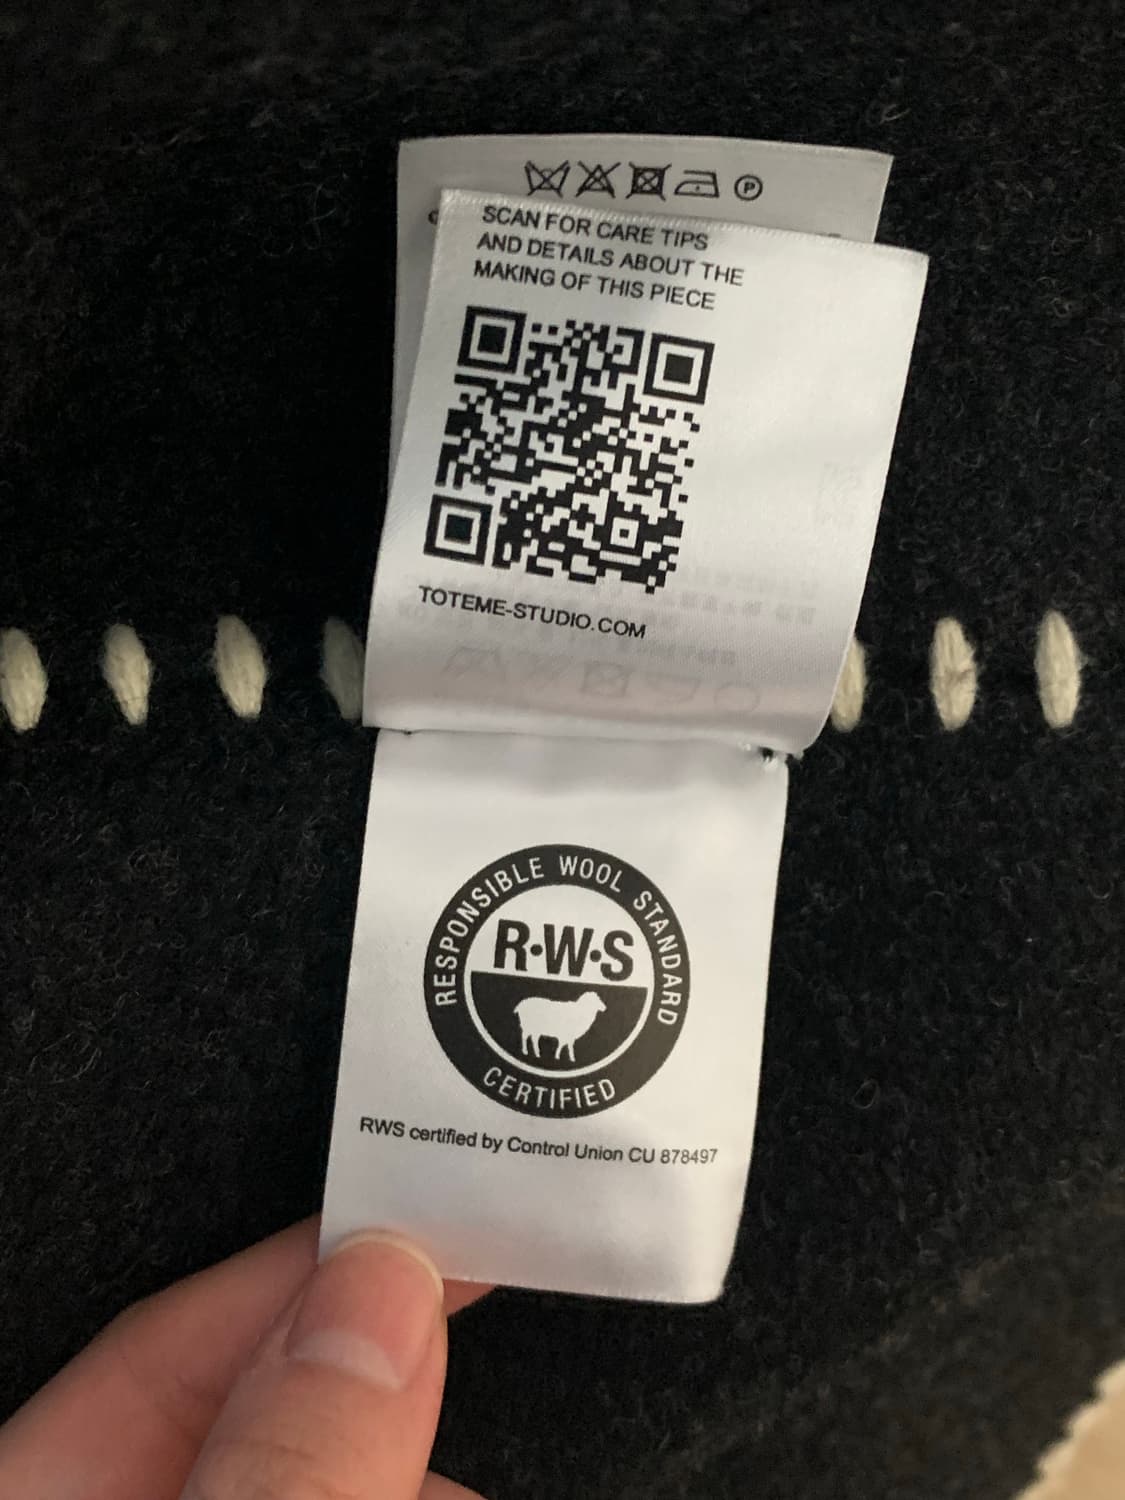 P
SCAN FOR CARE TIPS
AND DETAILS ABOUT THE
MAKING OF THIS PIECE
TOTEME-STUDIO.COM
RESPONSIBLE WOOL STANDARD
R·W·S
CERTIFIED
RWS certified by Control Union CU 878497